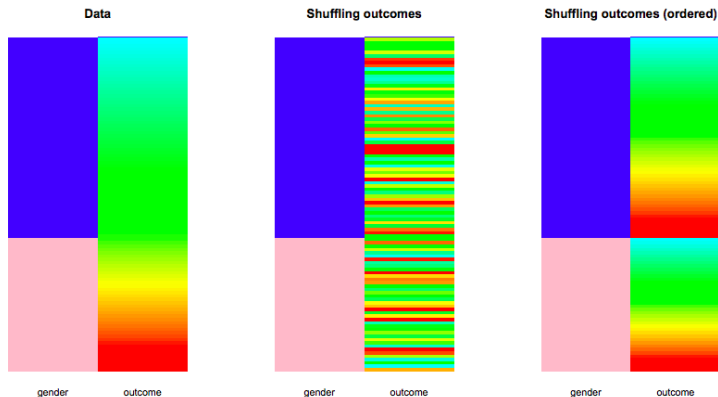 Data
Shuffling outcomes
Shuffling outcomes (ordered)
gender
outcome
gender
outcome
gender
outcome